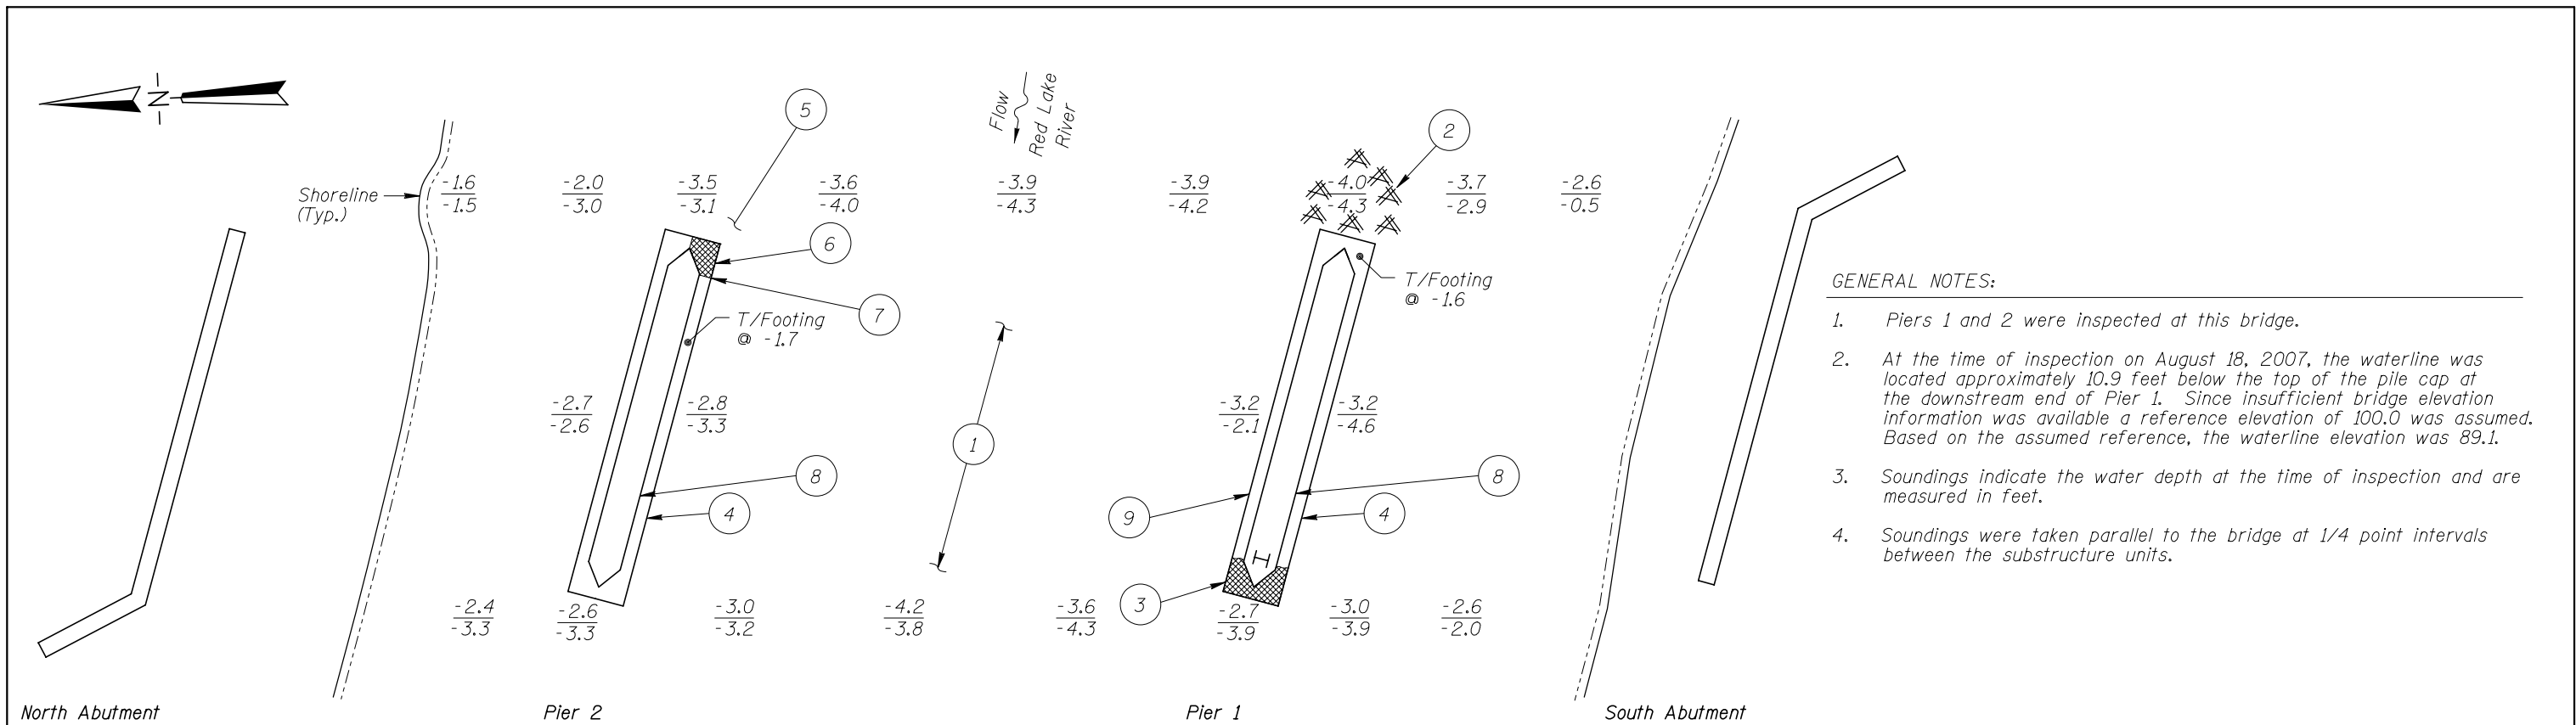 N
5
Flow
Red Lake
River
2
Shoreline
(Typ.)
-1.6 -2.0 -3.5 -3.6 -3.9 -3.9 -4.0 -3.7 -2.6
-1.5 -3.0 -3.1 -4.0 -4.3 -4.2 -4.3 -2.9 -0.5
6
7
T/Footing
@ -1.7
T/Footing
@ -1.6
-2.7 -2.8 -3.2 -3.2
-2.6 -3.3 -2.1 -4.6
1
8
8
4
9
4
3
-2.4 -2.6 -3.0 -4.2 -3.6 -2.7 -3.0 -2.6
-3.3 -3.3 -3.2 -3.8 -4.3 -3.9 -3.9 -2.0
North Abutment
Pier 2
Pier 1
South Abutment
GENERAL NOTES:
1. Piers 1 and 2 were inspected at this bridge.
2. At the time of inspection on August 18, 2007, the waterline was
located approximately 10.9 feet below the top of the pile cap at
the downstream end of Pier 1. Since insufficient bridge elevation
information was available a reference elevation of 100.0 was assumed.
Based on the assumed reference, the waterline elevation was 89.1.
3. Soundings indicate the water depth at the time of inspection and are
measured in feet.
4. Soundings were taken parallel to the bridge at 1/4 point intervals
between the substructure units.